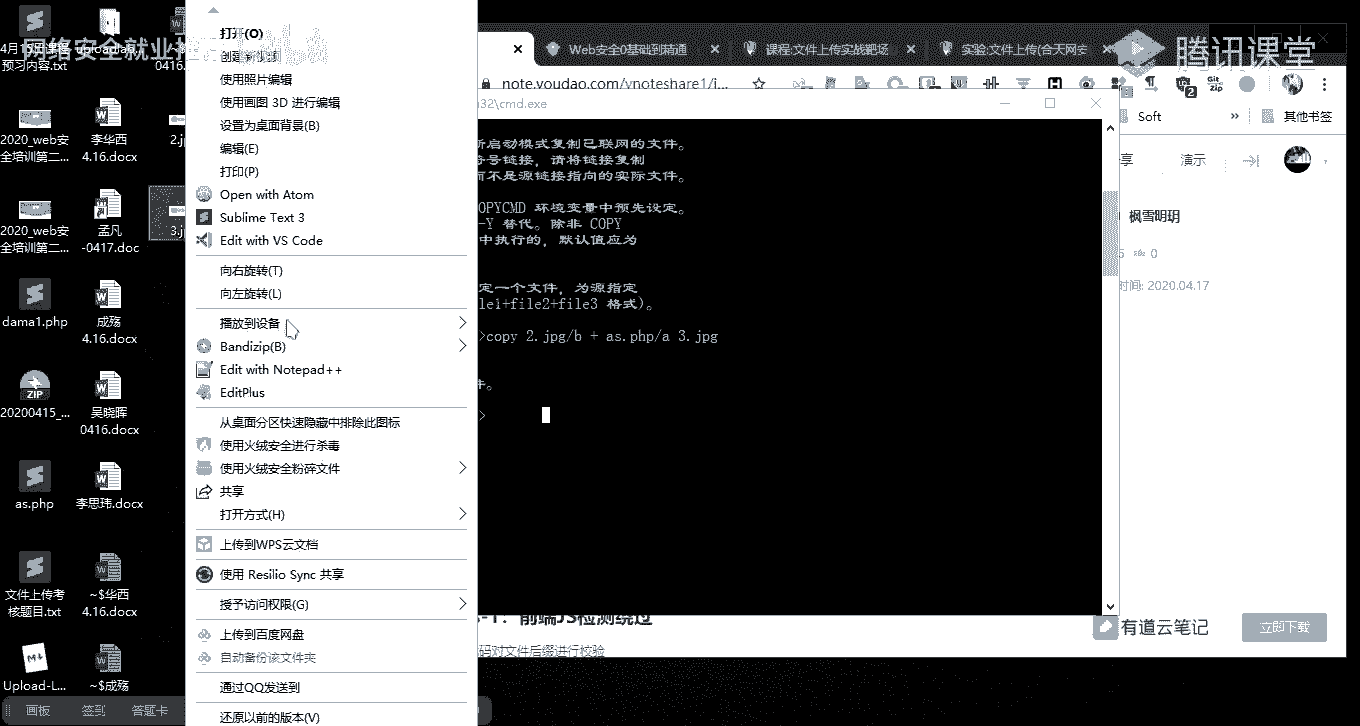 网络安全就业推
4月15日课程
预习内容.txt
0416.
2020_web安
全培训第二...
李华西
4.16.docx
2.jp
2020_web安
全培训第二...
孟凡
-0417.doc
3.j
dama1.php
成殇
4.16.docx
20200415_...
吴晓晖
0416.docx
as.php
李思玮.docx
文件上传考
核题目.txt
~$华西
4.16.docx
Upload-L...
~$成殇
画板
签到
答题卡
打开(O)
使用照片编辑
使用画图 3D 进行编辑
设置为桌面背景(B)
编辑(E)
打印(P)
Open with Atom
Sublime Text 3
Edit with VS Code
向右旋转(T)
向左旋转(L)
播放到设备
Bandizip(B)
Edit with Notepad++
EditPlus
从桌面分区快速隐藏中排除此图标
使用火绒安全进行杀毒
使用火绒安全粉碎文件
共享
打开方式(H)
上传到WPS云文档
使用 Resilio Sync 共享
授予访问权限(G)
上传到百度网盘
自动备份该文件夹
通过QQ发送到
还原以前的版本(V)
Web安全0基础到精通
课程:文件上传实战靶场
实验:文件上传(合天网安
腾讯课堂
note.youdao.com/ynoteshare1/i...
Soft
其他书签
32\cmd.exe
新启动模式复制已联网的文件。
符号链接，请将链接复制
而不是源链接指向的实际文件。
OPYCMD 环境变量中预先设定。
-Y 替代。除非 COPY
中执行的，默认值应为
定一个文件，为源指定
ile1+file2+file3 格式)。
>copy 2.jpg/b + as.php/a 3.jpg
件。
>
享
演示
枫雪明玥
5
0
时间: 2020.04.17
-1：前端JS检测绕过
码对文件后缀进行校验
有道云笔记
立即下载